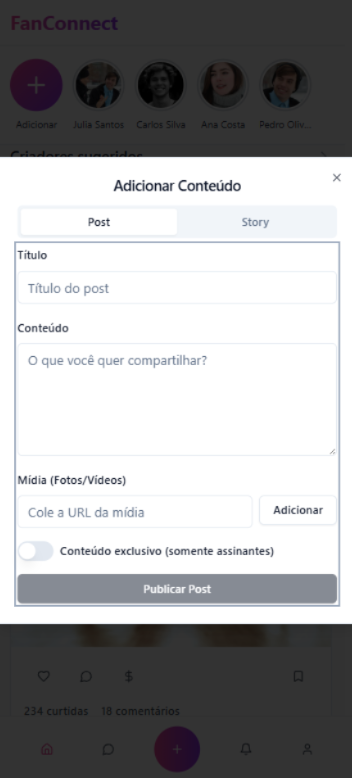 FanConnect
Adicionar
Julia Santos
Carlos Silva
Ana Costa
Pedro Oliv...
Criadores sugeridos
Adicionar Conteúdo
Post
Story
Título
Título do post
Conteúdo
O que você quer compartilhar?
Mídia (Fotos/Vídeos)
Cole a URL da mídia
Adicionar
Conteúdo exclusivo (somente assinantes)
Publicar Post
234 curtidas
18 comentários